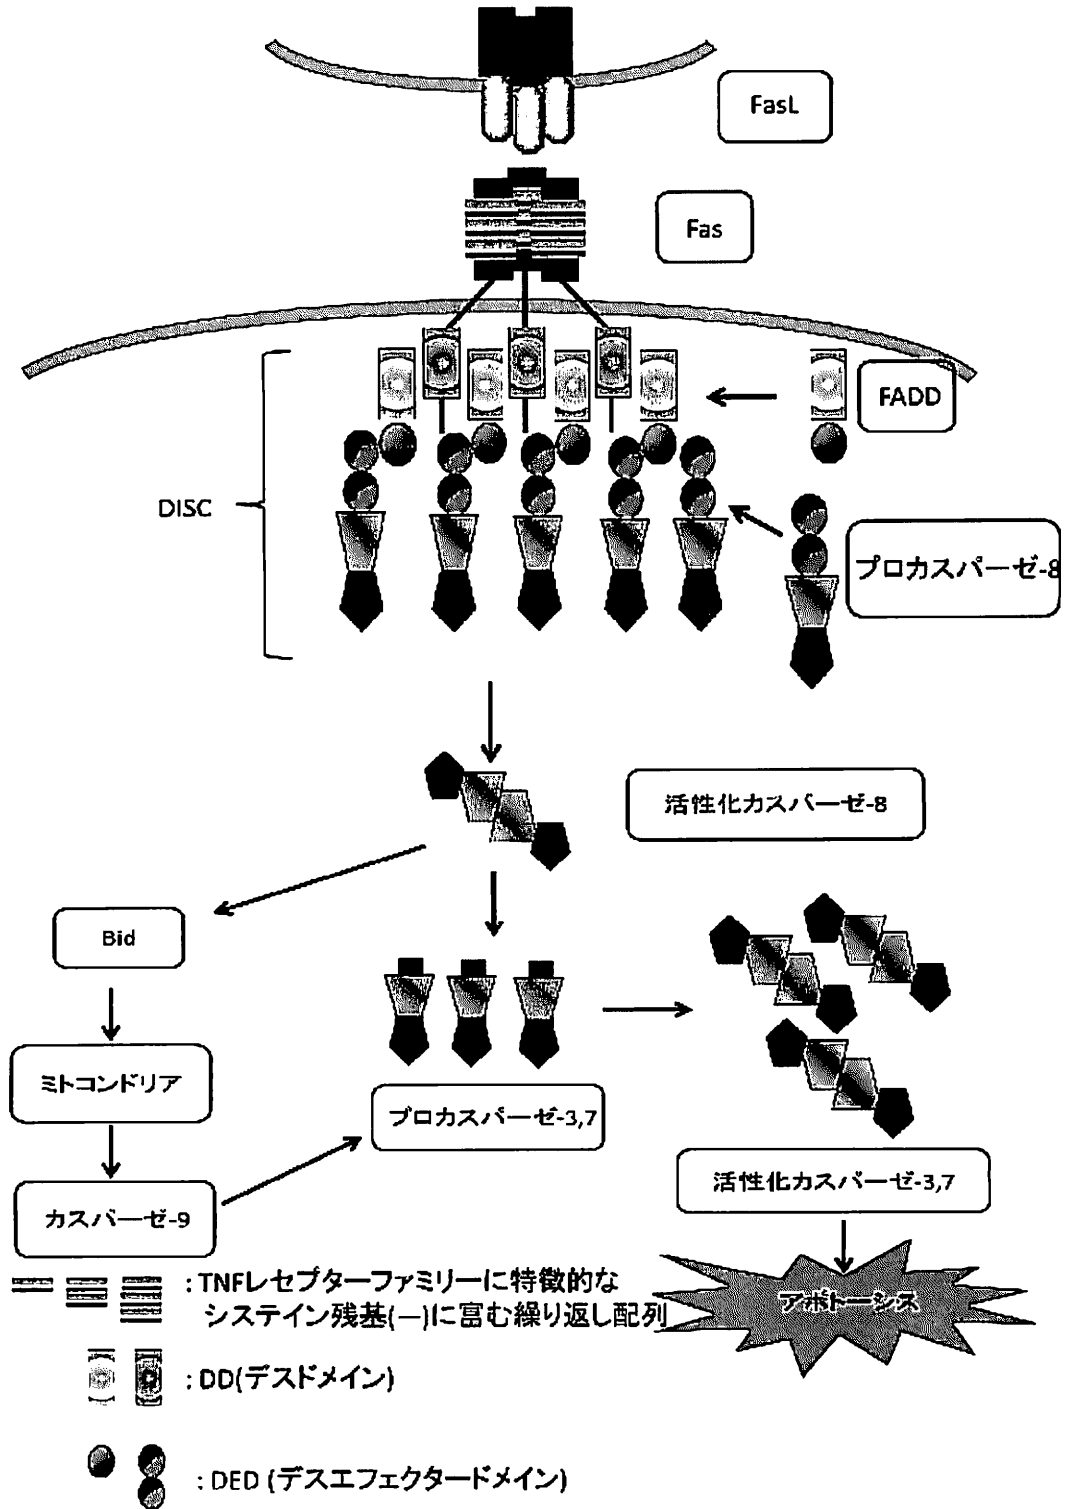 FasL
Fas
FADD
DISC
プロカスパーゼ-8
活性化カスパーゼ-8
Bid
ミトコンドリア
プロカスパーゼ-3,7
カスパーゼ-9
活性化カスパーゼ-3,7
アポトーシス
:TNFレセプターファミリーに特徴的な
システイン残基(―)に富む繰り返し配列
:DD(デスドメイン)
:DED (デスエフェクタードメイン)